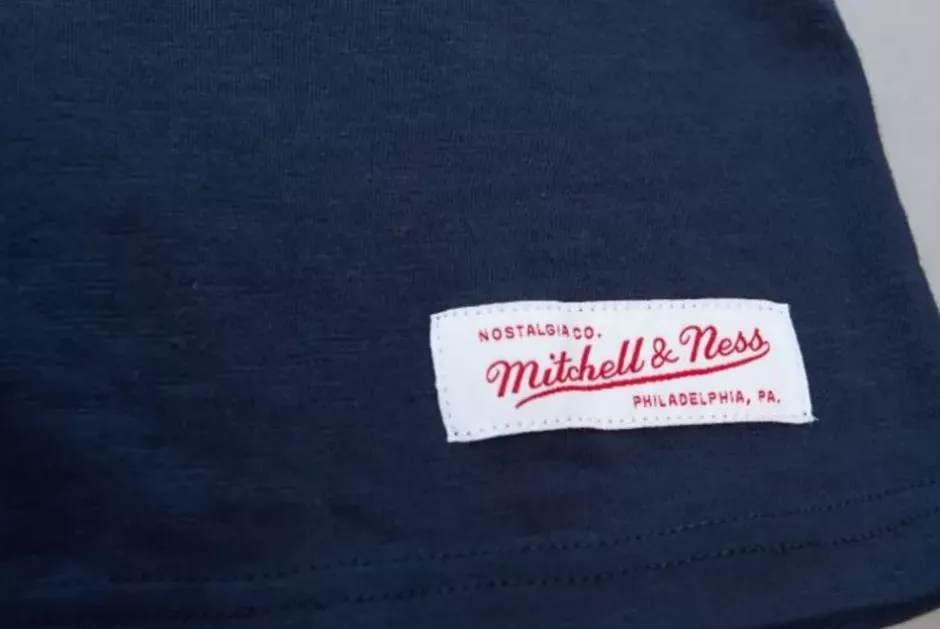 NOSTALGIA CO.
Mitchell & Ness
PHILADELPHIA, PA.